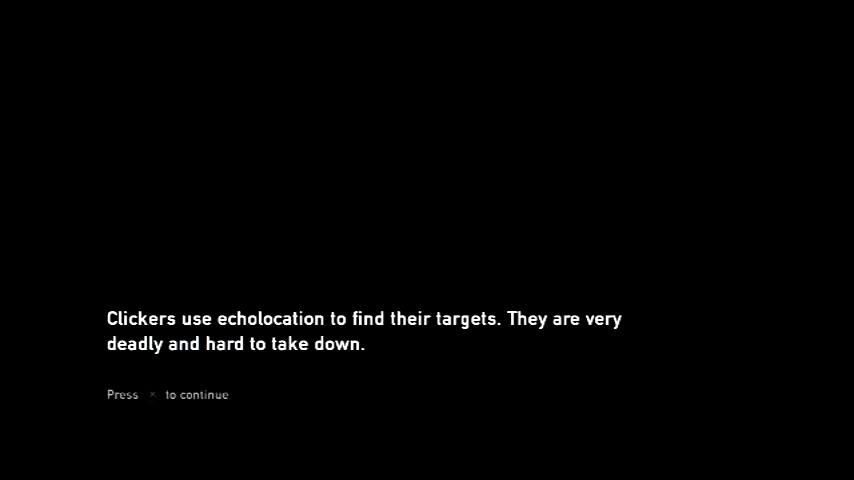 Clickers use echolocation to find their targets. They are very
deadly and hard to take down.
Press × to continue